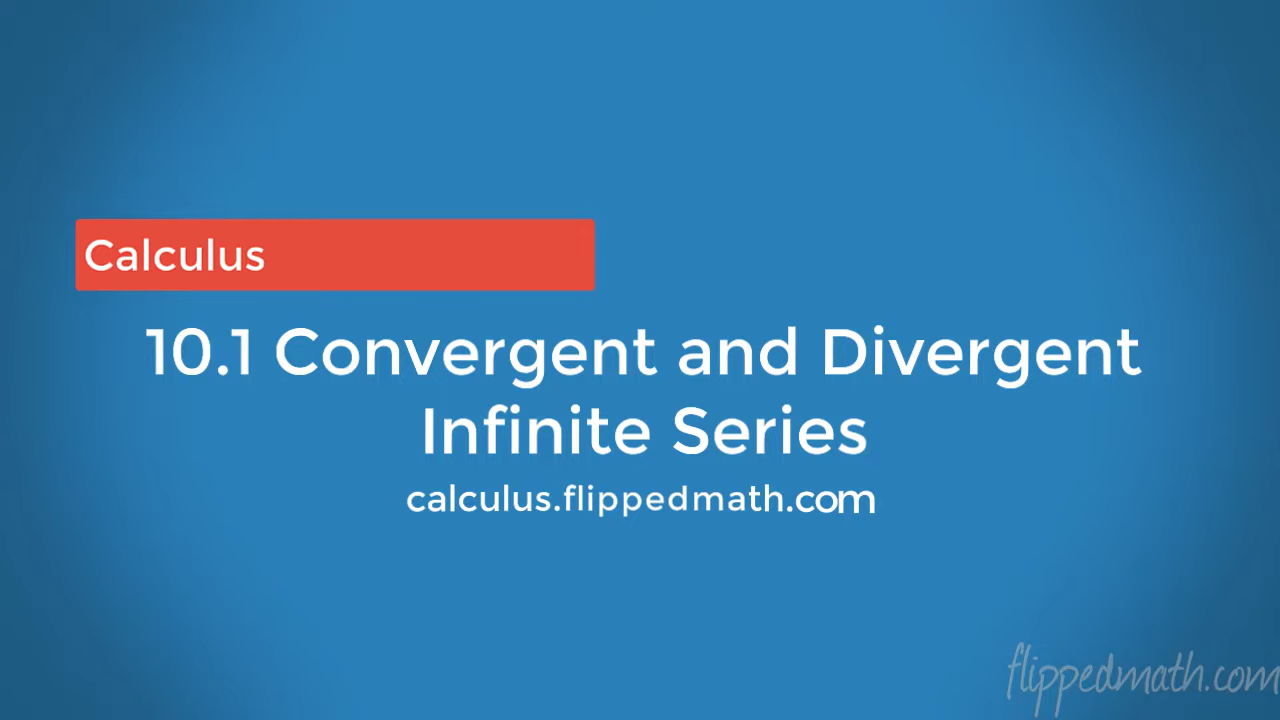 Calculus
10.1 Convergent and Divergent
Infinite Series
calculus.flippedmath.com
flippedmath.com